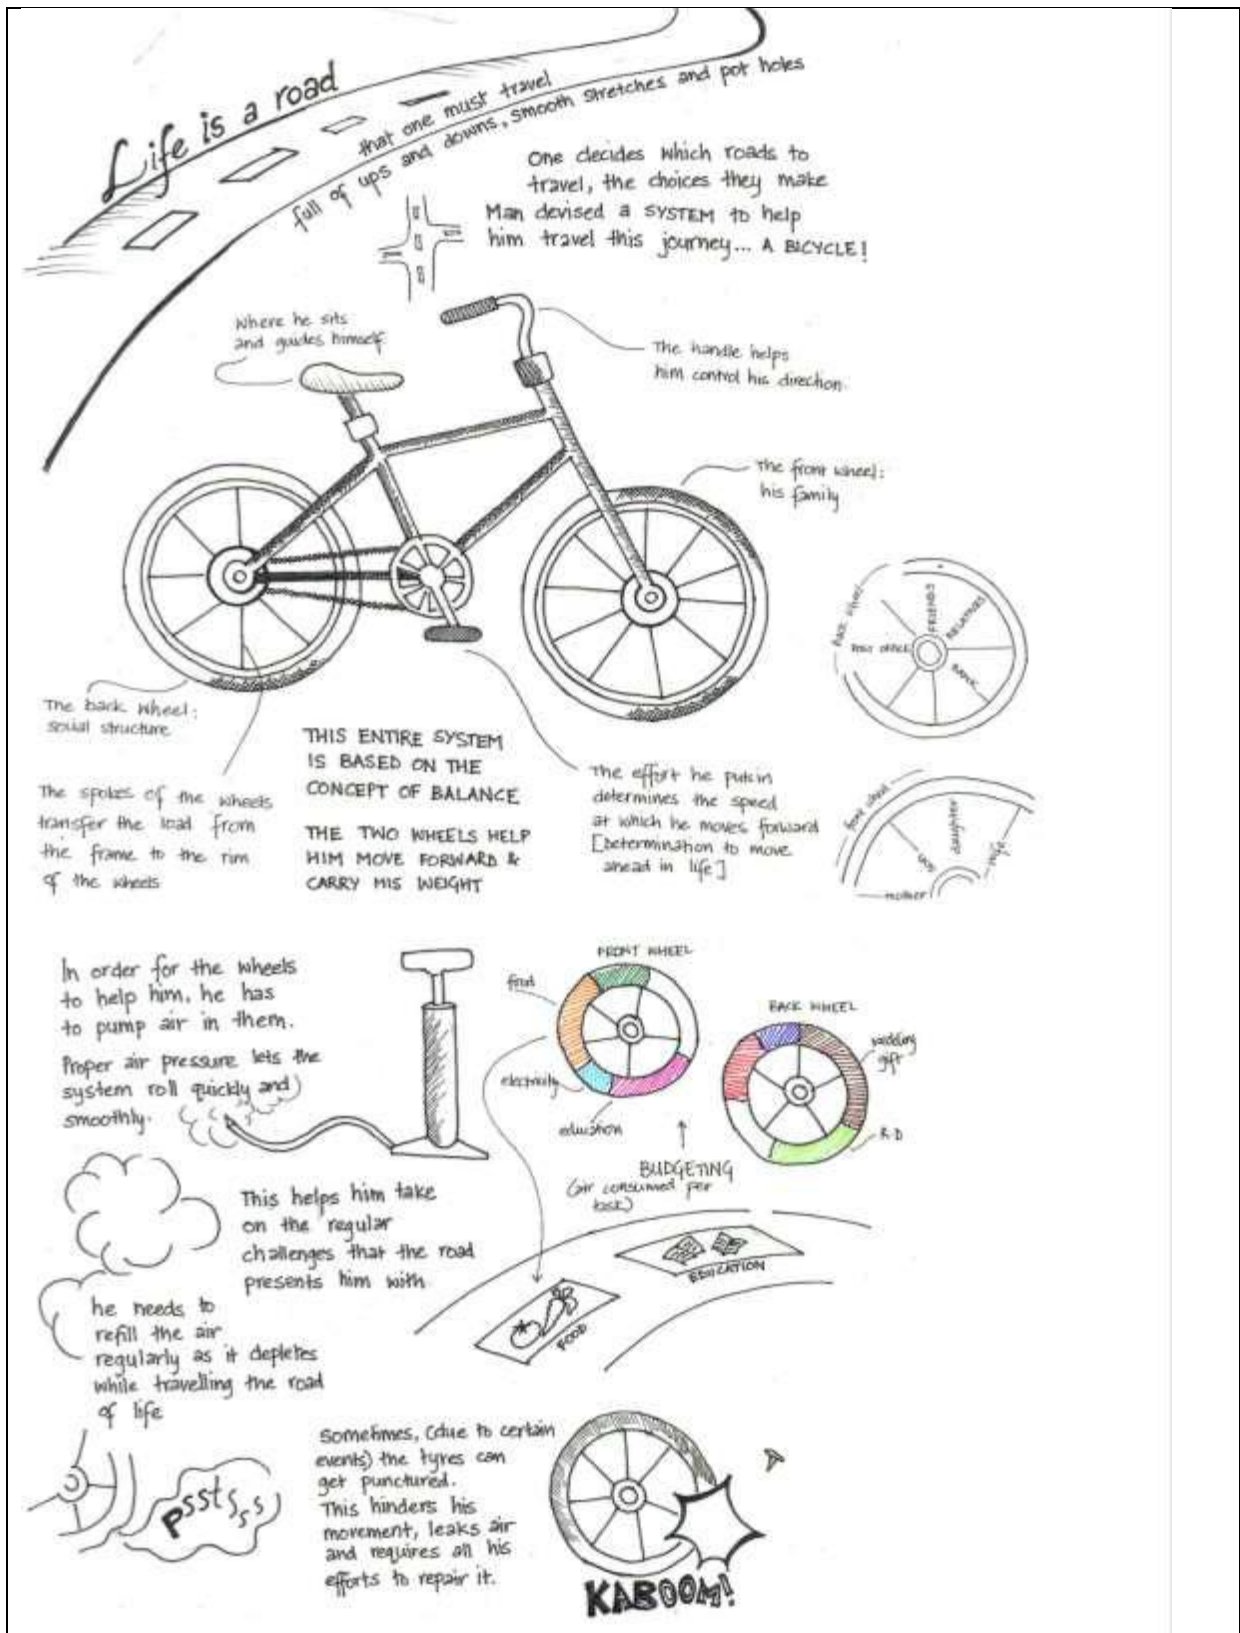 Life is a road
that one must travel
full of ups and downs, smooth stretches and pot holes
One decides which roads to
travel, the choices they make
Man devised a SYSTEM to help
him travel this journey... A BICYCLE!
Where he sits
and guides himself
The handle helps
him control his direction.
The front wheel:
his family
Back wheel
FRIENDS
RELATIVES
POST OFFICE
BANK
The back wheel:
social structure
THIS ENTIRE SYSTEM
IS BASED ON THE
CONCEPT OF BALANCE
THE TWO WHEELS HELP
HIM MOVE FORWARD &
CARRY HIS WEIGHT
The spokes of the wheels
transfer the load from
the frame to the rim
of the wheels
The effort he puts in
determines the speed
at which he moves forward
[Determination to move
ahead in life]
front wheel
daughter
son
wife
mother
In order for the wheels
to help him, he has
to pump air in them.
Proper air pressure lets the
system roll quickly and
smoothly.
FRONT WHEEL
food
electricity
education
BACK WHEEL
wedding
gift
R.D
BUDGETING
(air consumed per
task)
This helps him take
on the regular
challenges that the road
presents him with
EDUCATION
FOOD
he needs to
refill the air
regularly as it depletes
while travelling the road
of life
Psstsss
Sometimes, (due to certain
events) the tyres can
get punctured.
This hinders his
movement, leaks air
and requires all his
efforts to repair it.
KABOOM!